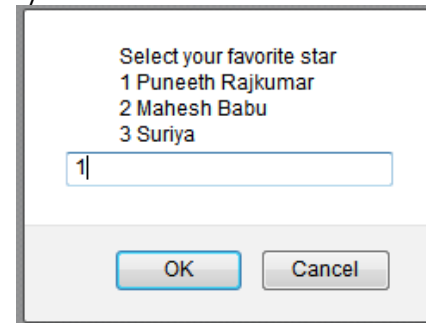 Select your favorite star
1 Puneeth Rajkumar
2 Mahesh Babu
3 Suriya
1
OK Cancel